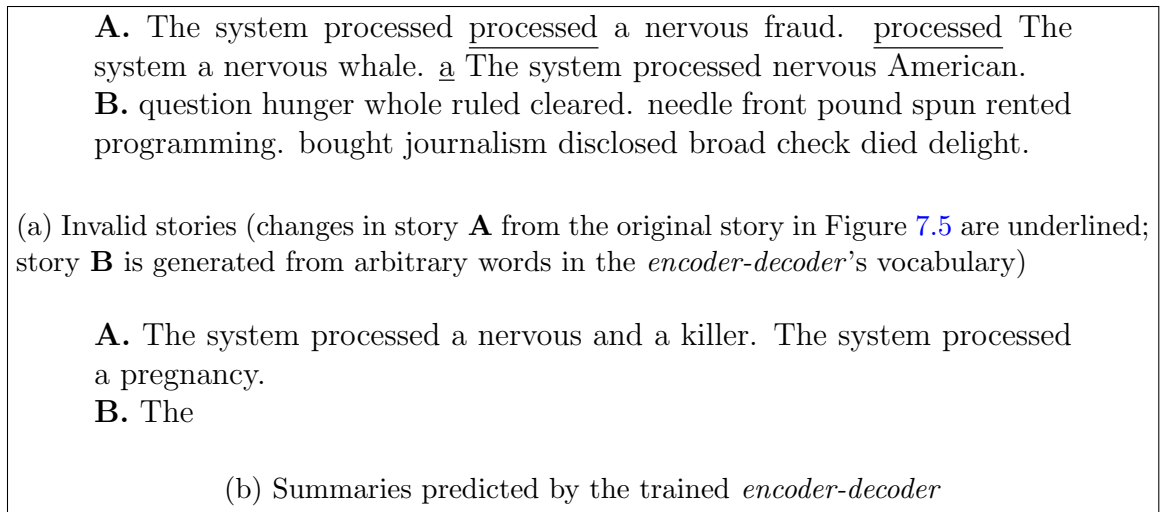 A. The system processed processed a nervous fraud. processed The
system a nervous whale. a The system processed nervous American.
B. question hunger whole ruled cleared. needle front pound spun rented
programming. bought journalism disclosed broad check died delight.
(a) Invalid stories (changes in story A from the original story in Figure 7.5 are underlined;
story B is generated from arbitrary words in the encoder-decoder's vocabulary)
A. The system processed a nervous and a killer. The system processed
a pregnancy.
B. The
(b) Summaries predicted by the trained encoder-decoder